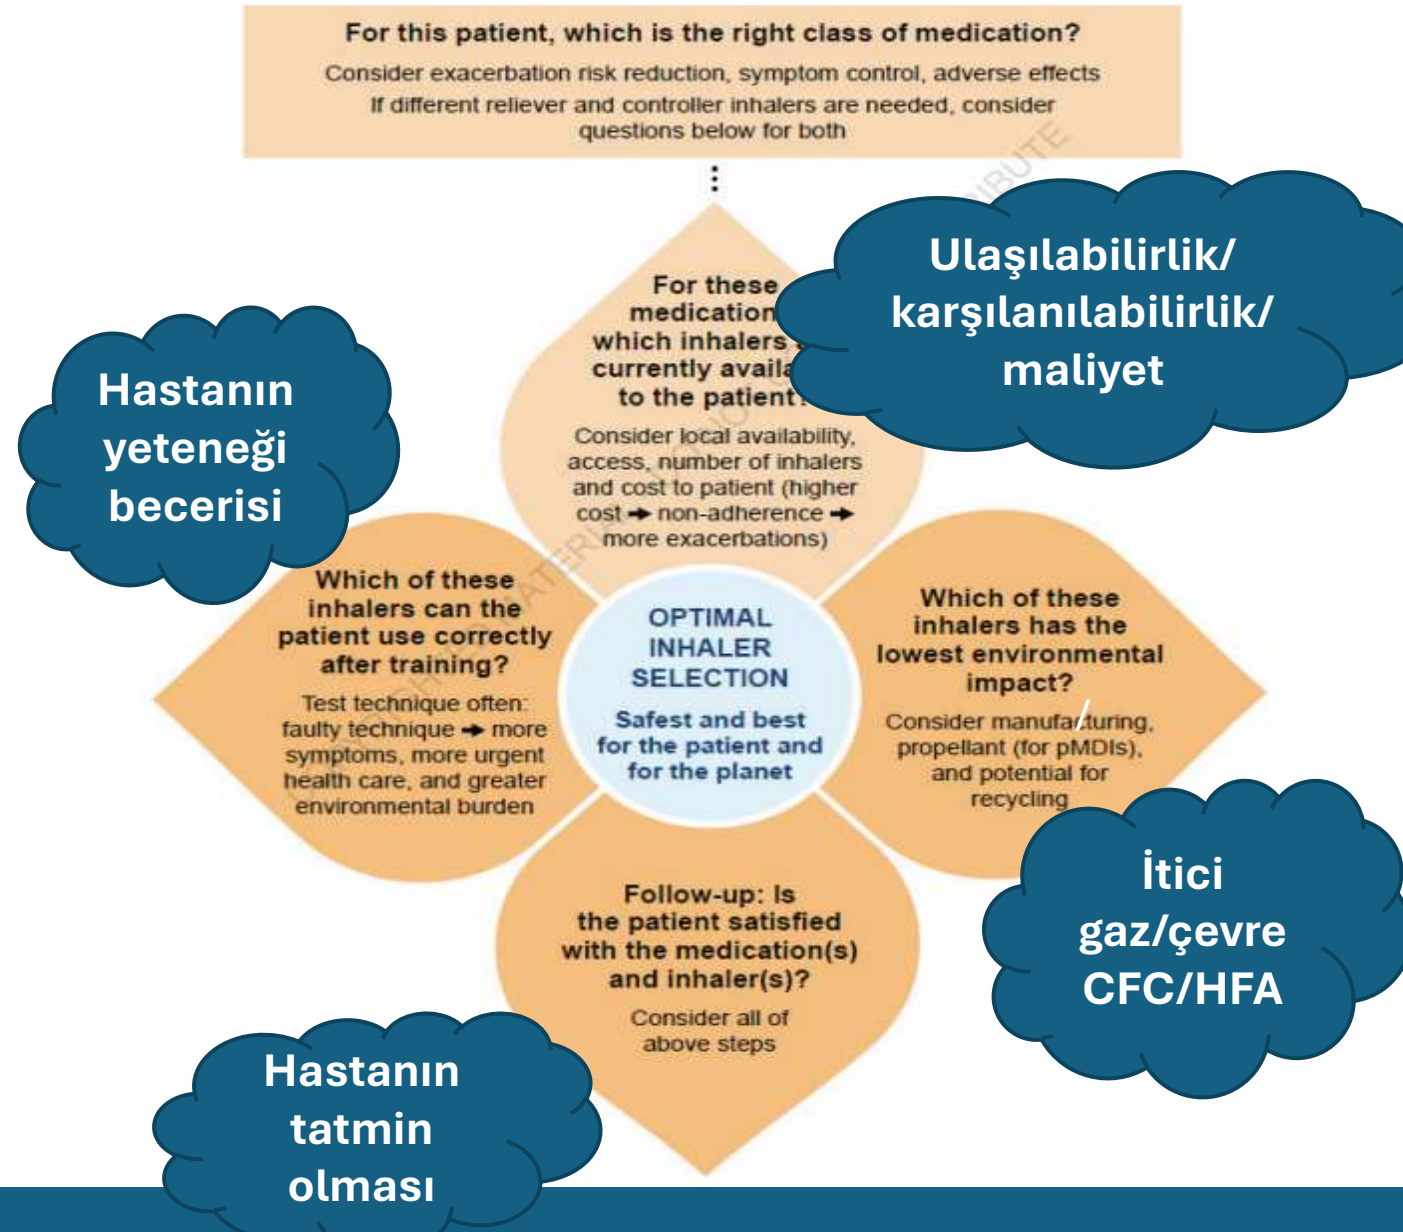 For this patient, which is the right class of medication?
Consider exacerbation risk reduction, symptom control, adverse effects
If different reliever and controller inhalers are needed, consider
questions below for both
Ulaşılabilirlik/
karşılanılabilirlik/
maliyet
For these
medication
which inhalers
currently availa
to the patient?
Consider local availability,
access, number of inhalers
and cost to patient (higher
cost → non-adherence →
more exacerbations)
Hastanın
yeteneği
becerisi
Which of these
inhalers can the
patient use correctly
after training?
Test technique often:
faulty technique → more
symptoms, more urgent
health care, and greater
environmental burden
OPTIMAL
INHALER
SELECTION
Safest and best
for the patient and
for the planet
Which of these
inhalers has the
lowest environmental
impact?
/
Consider manufacturing,
propellant (for pMDIs),
and potential for
recycling
İtici
gaz/çevre
CFC/HFA
Follow-up: Is
the patient satisfied
with the medication(s)
and inhaler(s)?
Consider all of
above steps
Hastanın
tatmin
olması